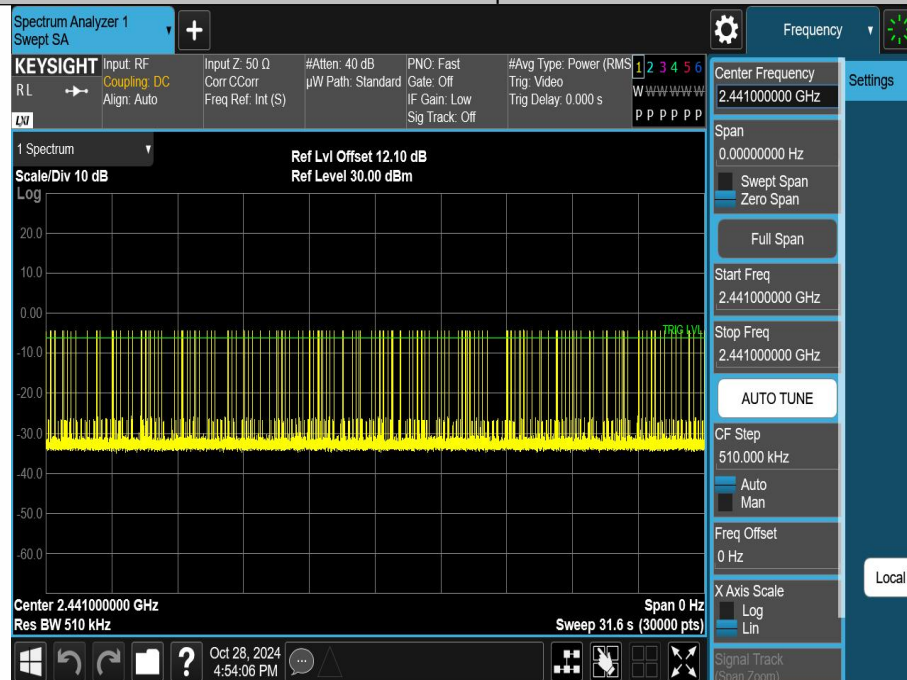 Spectrum Analyzer 1
Swept SA
+
Frequency
KEYSIGHT
RL
LXI
Input: RF
Coupling: DC
Align: Auto
Input Z: 50 Ω
Corr CCorr
Freq Ref: Int (S)
#Atten: 40 dB
µW Path: Standard
PNO: Fast
Gate: Off
IF Gain: Low
Sig Track: Off
#Avg Type: Power (RMS
Trig: Video
Trig Delay: 0.000 s
1 2 3 4 5 6
W W W W W W
P P P P P P
1 Spectrum
Scale/Div 10 dB
Ref Lvl Offset 12.10 dB
Ref Level 30.00 dBm
Log
20.0
10.0
0.00
-10.0
-20.0
-30.0
-40.0
-50.0
-60.0
TRIG LVL
Center 2.441000000 GHz
Res BW 510 kHz
Span 0 Hz
Sweep 31.6 s (30000 pts)
?
Oct 28, 2024
4:54:06 PM
Center Frequency
2.441000000 GHz
Settings
Span
0.00000000 Hz
Swept Span
Zero Span
Full Span
Start Freq
2.441000000 GHz
Stop Freq
2.441000000 GHz
AUTO TUNE
CF Step
510.000 kHz
Auto
Man
Freq Offset
0 Hz
Local
X Axis Scale
Log
Lin
Signal Track
(Span Zoom)